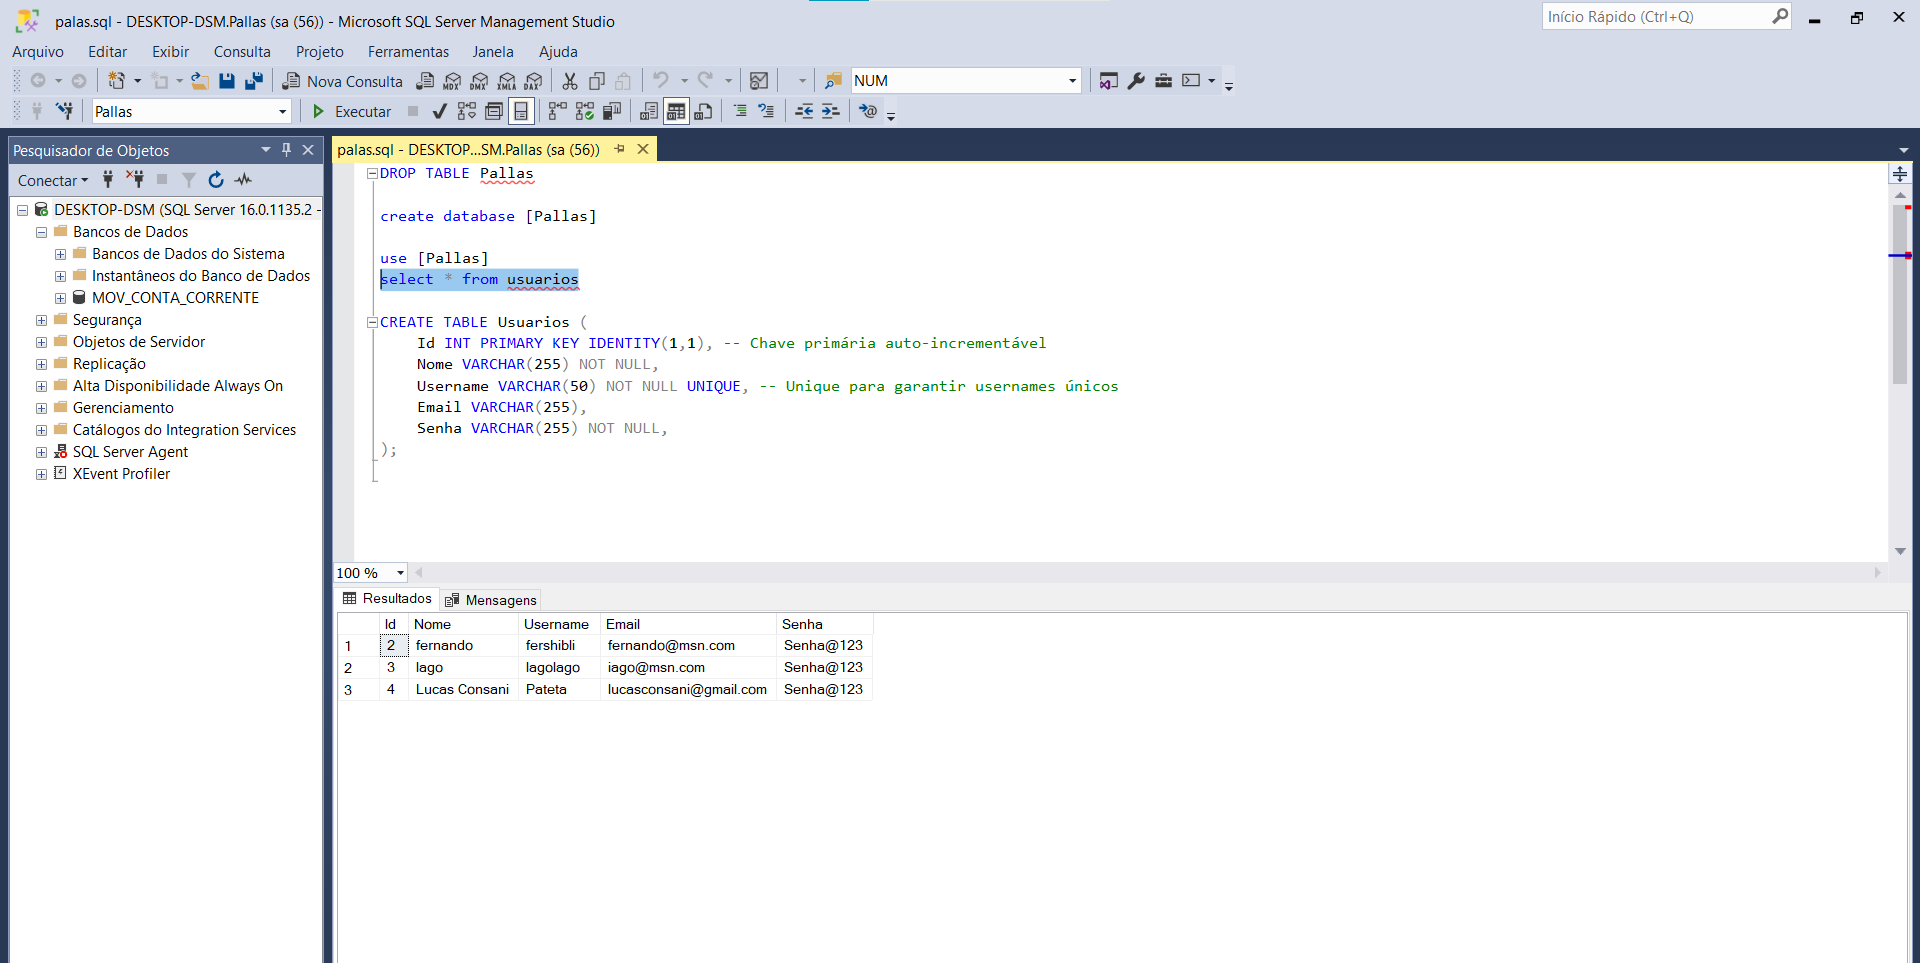 palas.sql - DESKTOP-DSM.Pallas (sa (56)) - Microsoft SQL Server Management Studio
Início Rápido (Ctrl+Q)
Arquivo Editar Exibir Consulta Projeto Ferramentas Janela Ajuda
Nova Consulta MDX DMX XMLA DAX NUM
Pallas Executar
Pesquisador de Objetos
Conectar
DESKTOP-DSM (SQL Server 16.0.1135.2 -
Bancos de Dados
Bancos de Dados do Sistema
Instantâneos do Banco de Dados
MOV_CONTA_CORRENTE
Segurança
Objetos de Servidor
Replicação
Alta Disponibilidade Always On
Gerenciamento
Catálogos do Integration Services
SQL Server Agent
XEvent Profiler
palas.sql - DESKTOP...SM.Pallas (sa (56))
DROP TABLE Pallas
create database [Pallas]
use [Pallas]
select * from usuarios
CREATE TABLE Usuarios (
Id INT PRIMARY KEY IDENTITY(1,1), -- Chave primária auto-incrementável
Nome VARCHAR(255) NOT NULL,
Username VARCHAR(50) NOT NULL UNIQUE, -- Unique para garantir usernames únicos
Email VARCHAR(255),
Senha VARCHAR(255) NOT NULL,
);
100 %
Resultados Mensagens
Id Nome Username Email Senha
1 2 fernando fershibli fernando@msn.com Senha@123
2 3 Iago Iagolago iago@msn.com Senha@123
3 4 Lucas Consani Pateta lucasconsani@gmail.com Senha@123